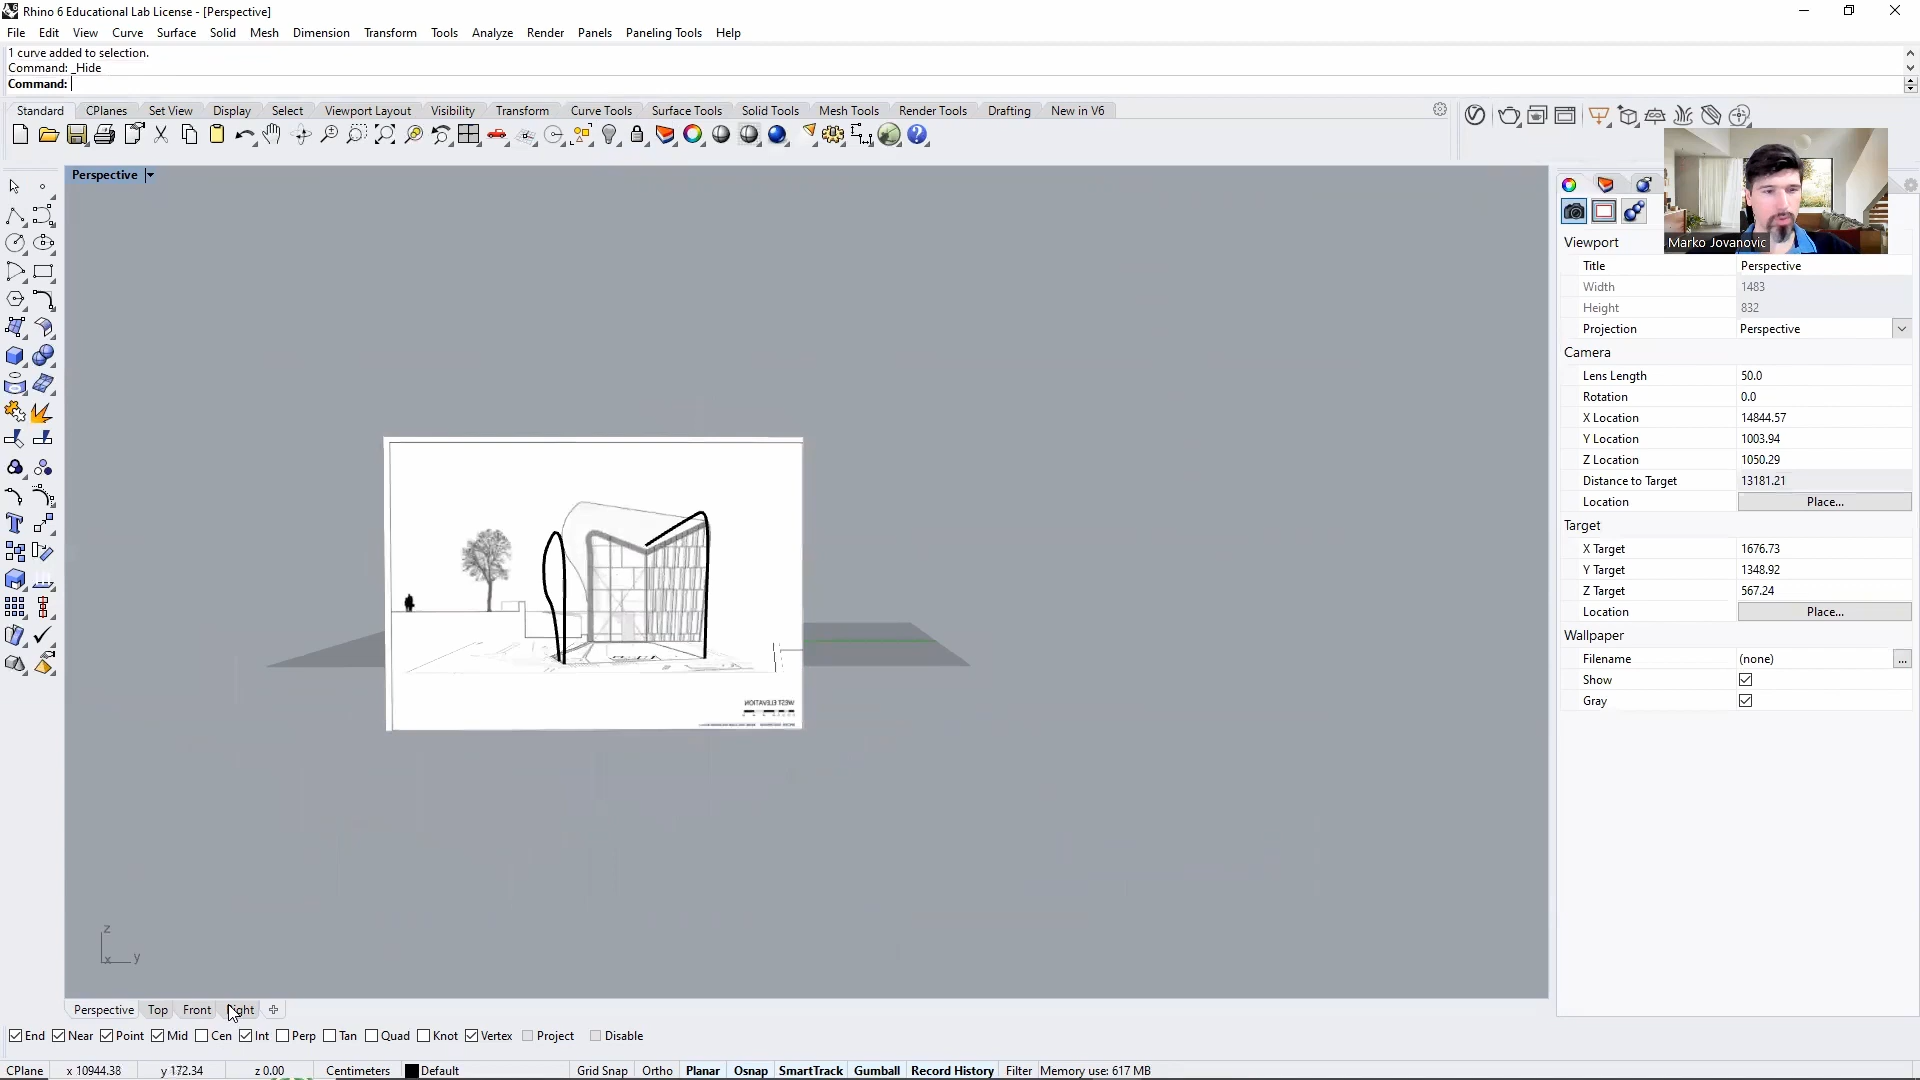 Rhino 6 Educational Lab License - [Perspective]
File Edit View Curve Surface Solid Mesh Dimension Transform Tools Analyze Render Panels Paneling Tools Help
1 curve added to selection.
Command: _Hide
Command:
Standard CPlanes Set View Display Select Viewport Layout Visibility Transform Curve Tools Surface Tools Solid Tools Mesh Tools Render Tools Drafting New in V6
Perspective
Marko Jovanovic
Viewport
Title Perspective
Width 1483
Height 832
Projection Perspective
Camera
Lens Length 50.0
Rotation 0.0
X Location 14844.57
Y Location 1003.94
Z Location 1050.29
Distance to Target 13181.21
Location Place...
Target
X Target 1676.73
Y Target 1348.92
Z Target 567.24
Location Place...
Wallpaper
Filename (none) ...
Show
Gray
WEST ELEVATION
z
x y
Perspective Top Front Right
End Near Point Mid Cen Int Perp Tan Quad Knot Vertex Project Disable
CPlane x 10944.38 y 172.34 z 0.00 Centimeters Default Grid Snap Ortho Planar Osnap SmartTrack Gumball Record History Filter Memory use: 617 MB